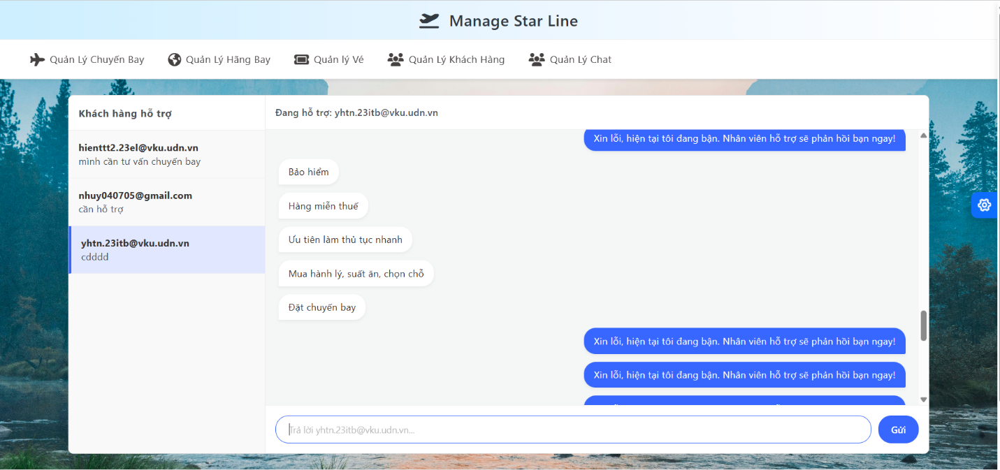 Manage Star Line
Quản Lý Chuyến Bay
Quản Lý Hãng Bay
Quản lý Vé
Quản Lý Khách Hàng
Quản Lý Chat
Khách hàng hỗ trợ
hienttt2.23el@vku.udn.vn
mình cần tư vấn chuyến bay
nhuy040705@gmail.com
cần hỗ trợ
yhtn.23itb@vku.udn.vn
cdddd
Đang hỗ trợ: yhtn.23itb@vku.udn.vn
Xin lỗi, hiện tại tôi đang bận. Nhân viên hỗ trợ sẽ phản hồi bạn ngay!
Bảo hiểm
Hàng miễn thuế
Ưu tiên làm thủ tục nhanh
Mua hành lý, suất ăn, chọn chỗ
Đặt chuyến bay
Xin lỗi, hiện tại tôi đang bận. Nhân viên hỗ trợ sẽ phản hồi bạn ngay!
Xin lỗi, hiện tại tôi đang bận. Nhân viên hỗ trợ sẽ phản hồi bạn ngay!
Trả lời yhtn.23itb@vku.udn.vn...
Gửi